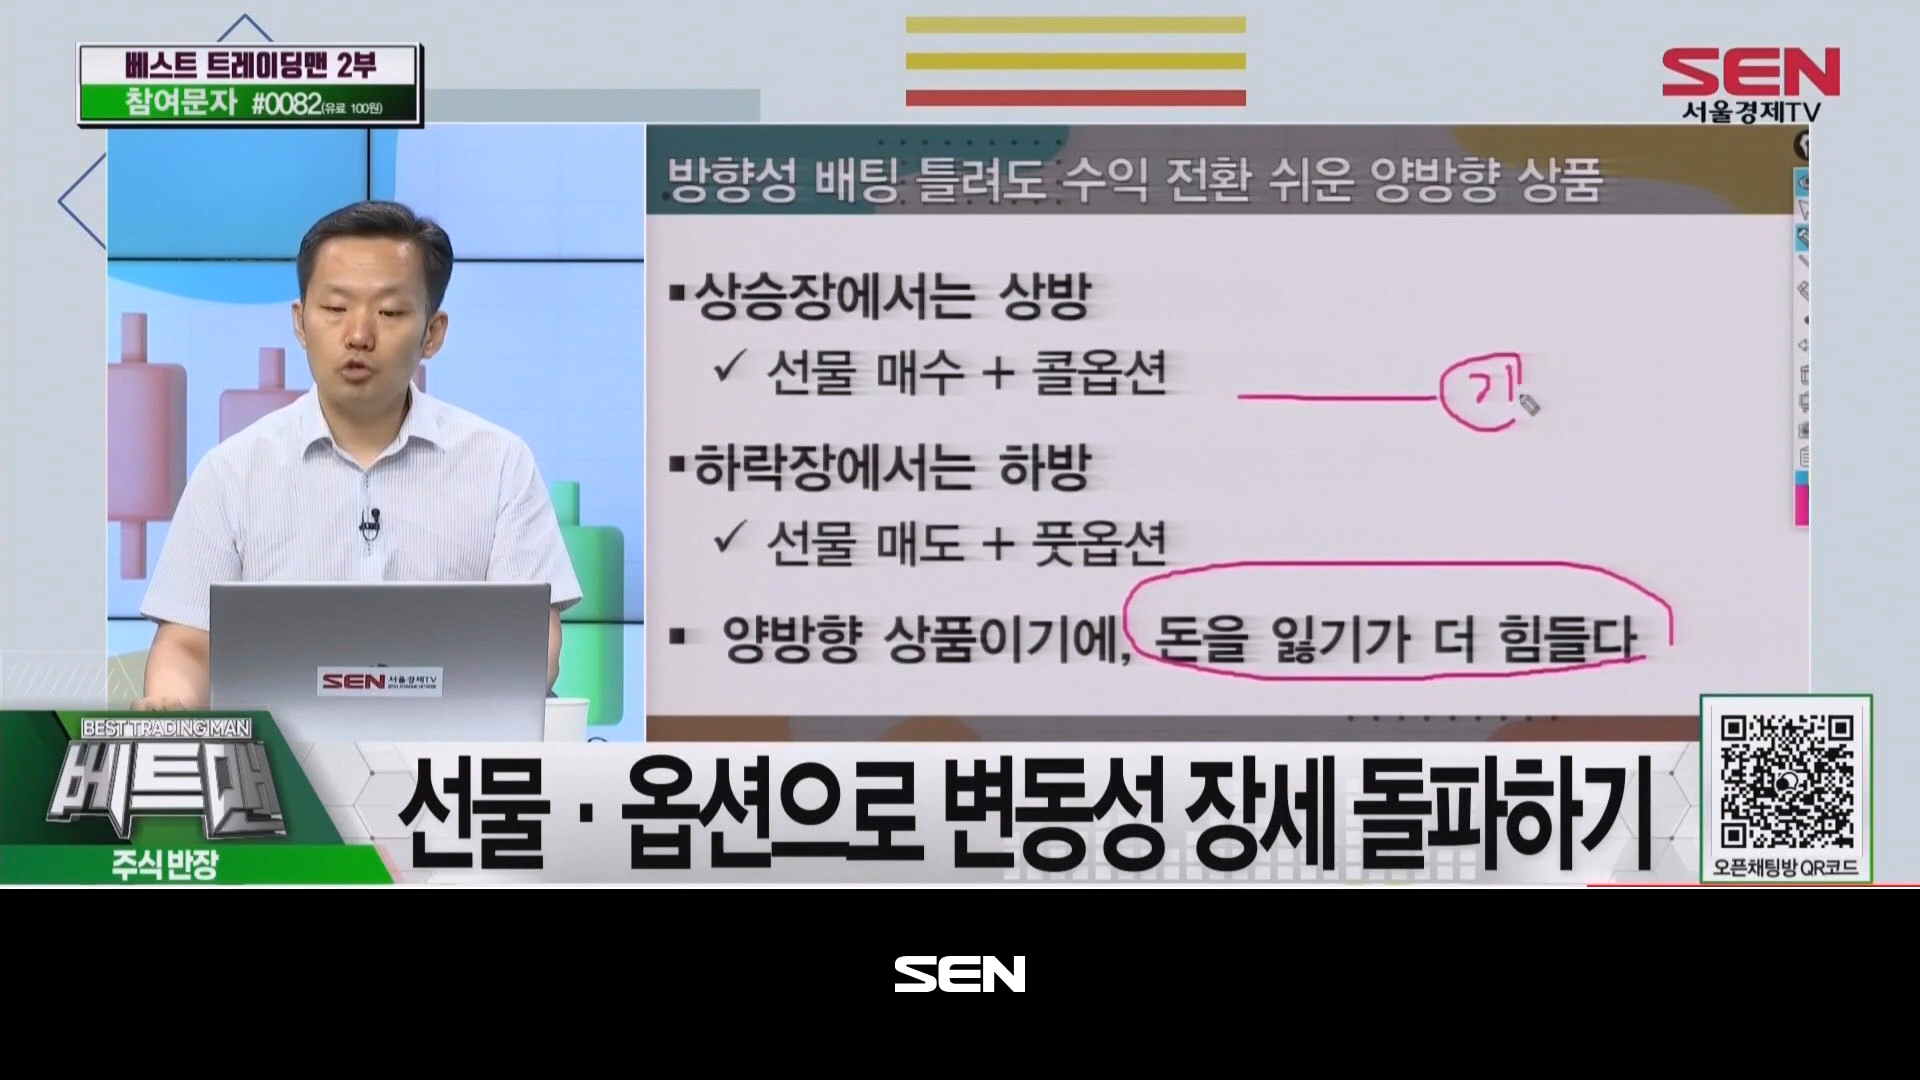 베스트 트레이딩맨 2부
참여문자 #0082(유료 100원)
SEN
서울경제TV
방향성 배팅 틀려도 수익 전환 쉬운 양방향 상품
▪상승장에서는 상방
✓ 선물 매수 + 콜옵션
기
▪하락장에서는 하방
✓ 선물 매도 + 풋옵션
▪ 양방향 상품이기에, 돈을 잃기가 더 힘들다
SEN 서울경제TV
BEST TRADING MAN
베트맨
주식반장
선물·옵션으로 변동성 장세 돌파하기
오픈채팅방 QR코드
SEN